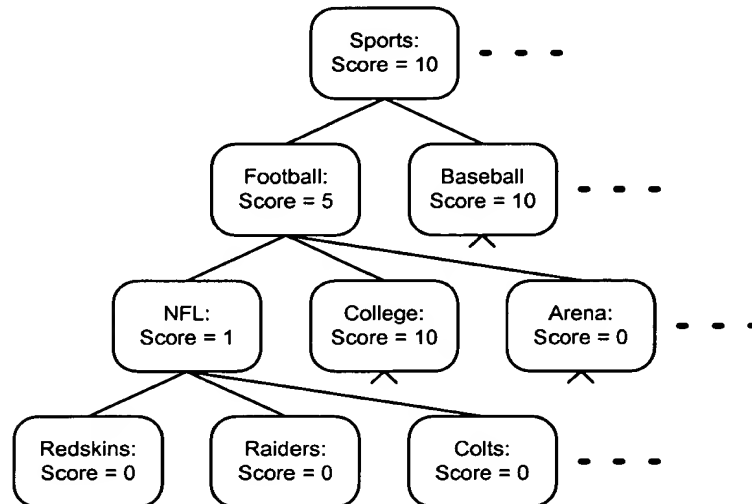 Sports:
Score = 10
Football:
Score = 5
Baseball
Score = 10
NFL:
Score = 1
College:
Score = 10
Arena:
Score = 0
Redskins:
Score = 0
Raiders:
Score = 0
Colts:
Score = 0